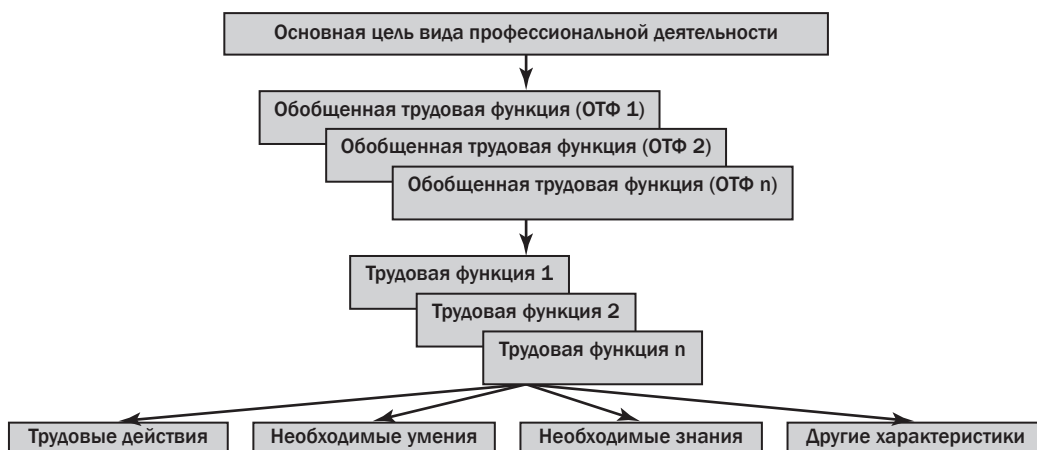 Основная цель вида профессиональной деятельности
Обобщенная трудовая функция (ОТФ 1)
Обобщенная трудовая функция (ОТФ 2)
Обобщенная трудовая функция (ОТФ n)
Трудовая функция 1
Трудовая функция 2
Трудовая функция n
Трудовые действия
Необходимые умения
Необходимые знания
Другие характеристики